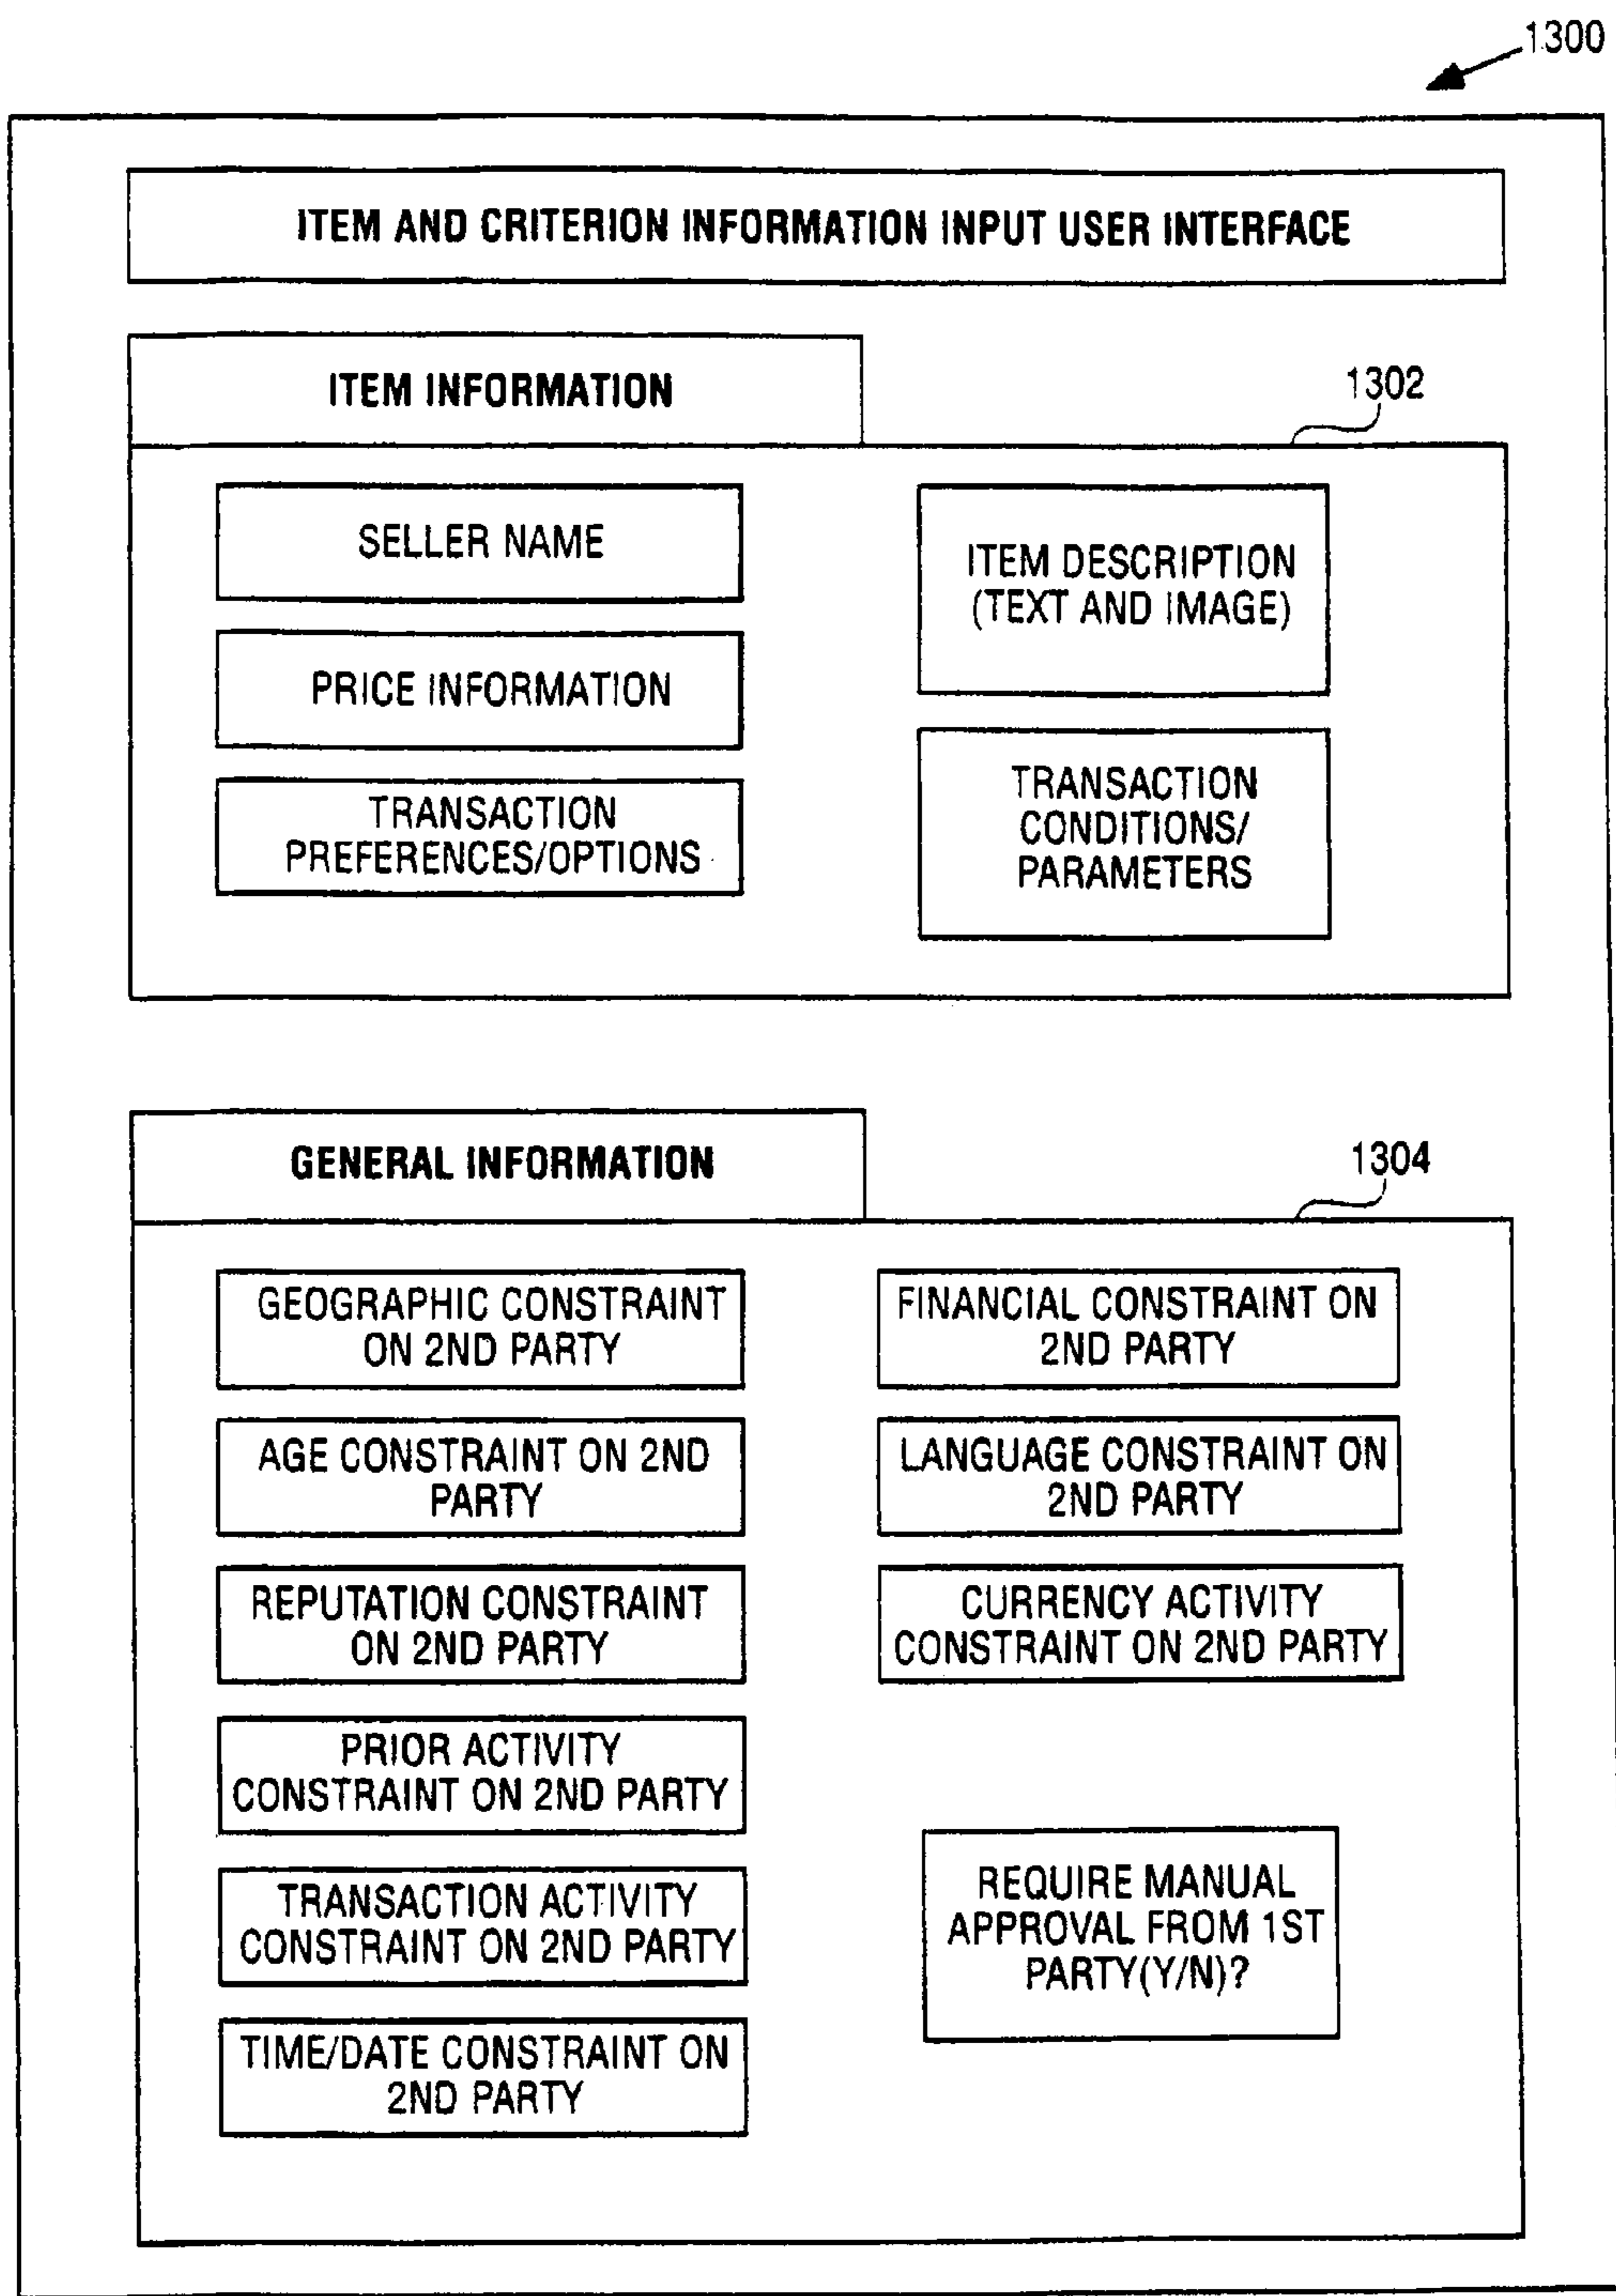 1300
ITEM AND CRITERION INFORMATION INPUT USER INTERFACE
ITEM INFORMATION
1302
SELLER NAME
PRICE INFORMATION
TRANSACTION
PREFERENCES/OPTIONS
ITEM DESCRIPTION
(TEXT AND IMAGE)
TRANSACTION
CONDITIONS/
PARAMETERS
GENERAL INFORMATION
1304
GEOGRAPHIC CONSTRAINT
ON 2ND PARTY
AGE CONSTRAINT ON 2ND
PARTY
REPUTATION CONSTRAINT
ON 2ND PARTY
PRIOR ACTIVITY
CONSTRAINT ON 2ND PARTY
TRANSACTION ACTIVITY
CONSTRAINT ON 2ND PARTY
TIME/DATE CONSTRAINT ON
2ND PARTY
FINANCIAL CONSTRAINT ON
2ND PARTY
LANGUAGE CONSTRAINT ON
2ND PARTY
CURRENCY ACTIVITY
CONSTRAINT ON 2ND PARTY
REQUIRE MANUAL
APPROVAL FROM 1ST
PARTY(Y/N)?